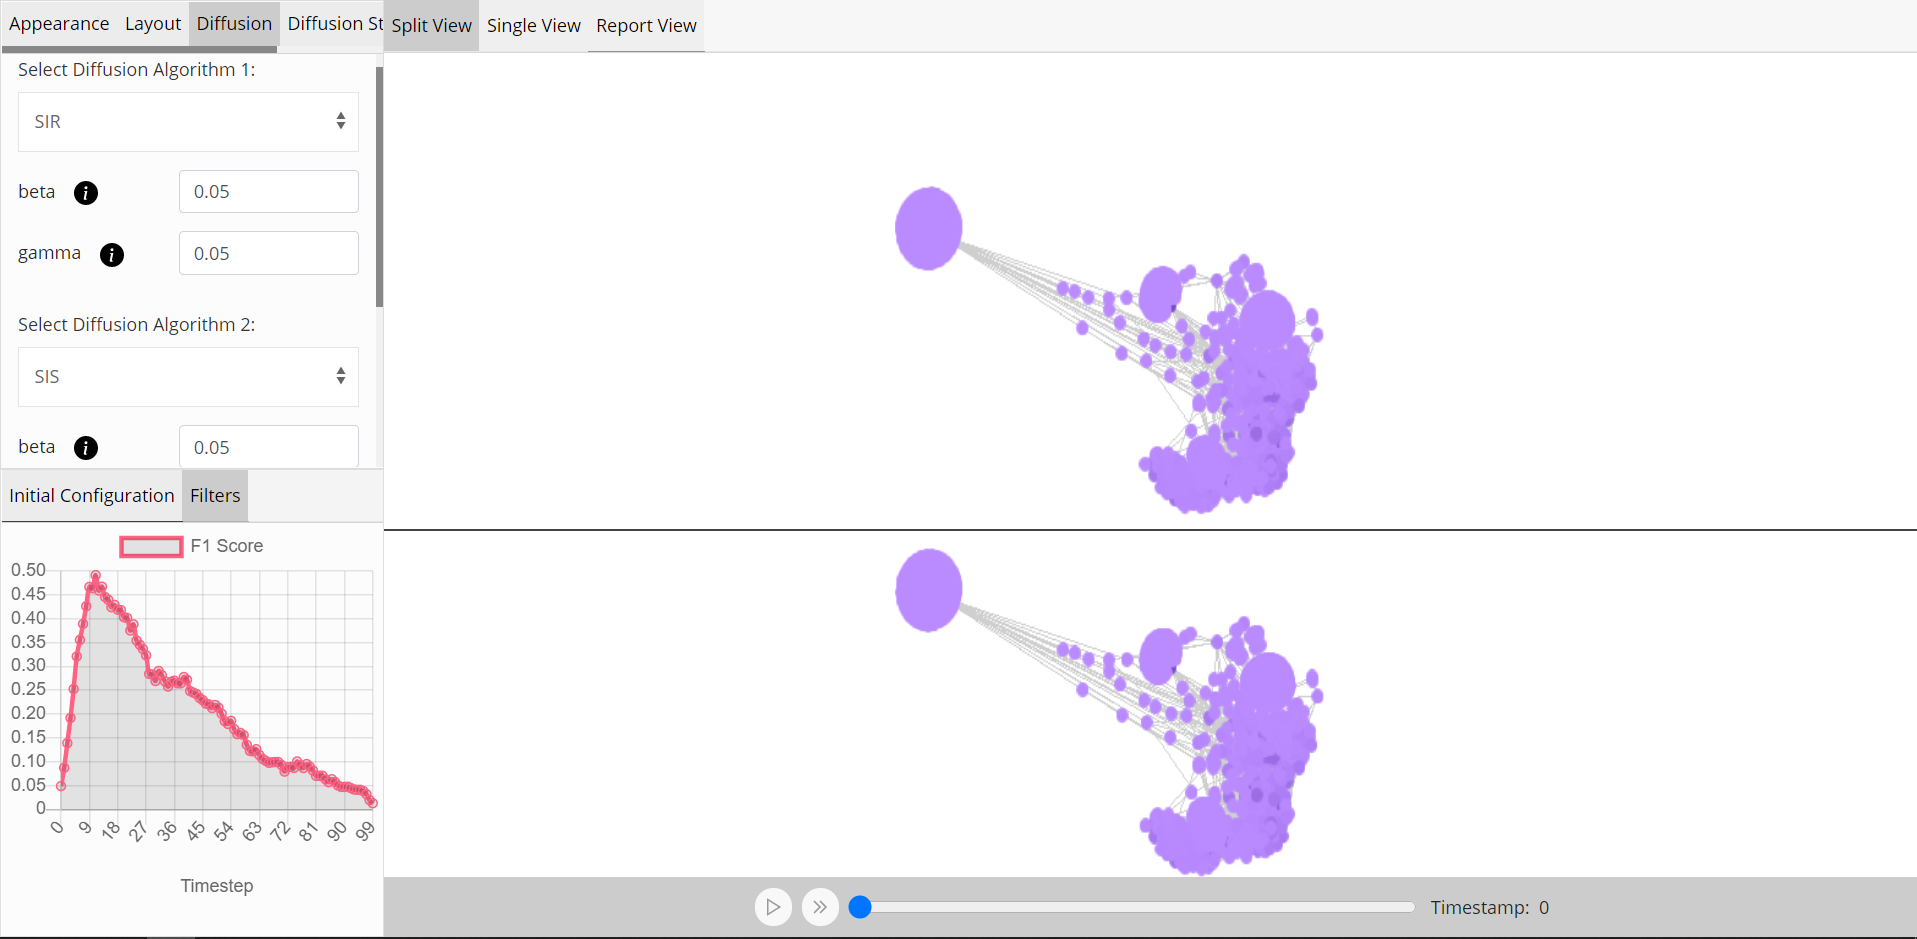 Appearance Layout Diffusion Diffusion St
Split View Single View Report View
Select Diffusion Algorithm 1:
SIR
beta i 0.05
gamma i 0.05
Select Diffusion Algorithm 2:
SIS
beta i 0.05
Initial Configuration Filters
F1 Score
0.50
0.45
0.40
0.35
0.30
0.25
0.20
0.15
0.10
0.05
0
0 9 18 27 36 45 54 63 72 81 90 99
Timestep
Timestamp: 0